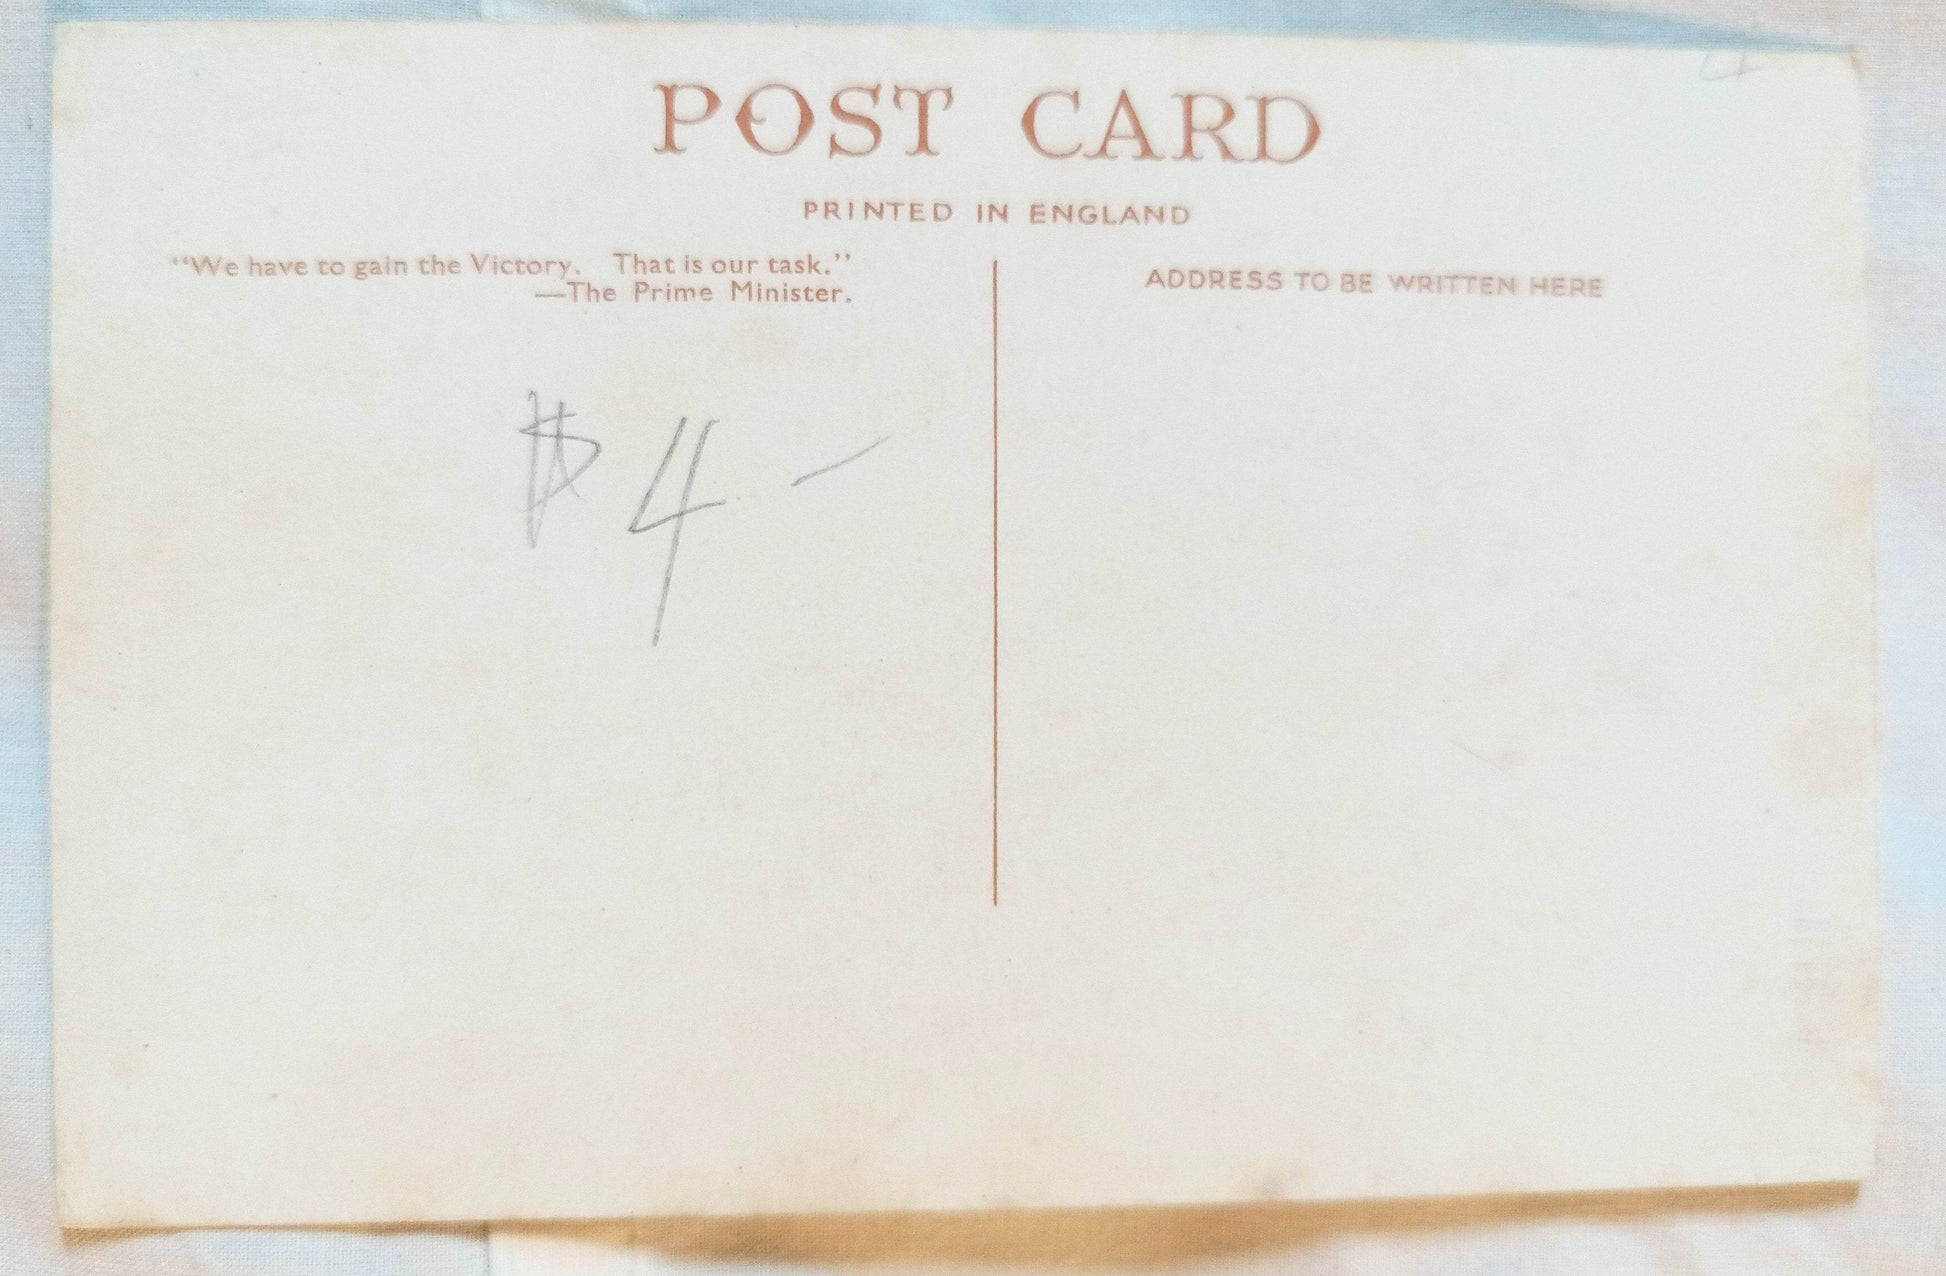 POST CARD
PRINTED IN ENGLAND
“We have to gain the Victory. That is our task.”
—The Prime Minister.
ADDRESS TO BE WRITTEN HERE
$4 —